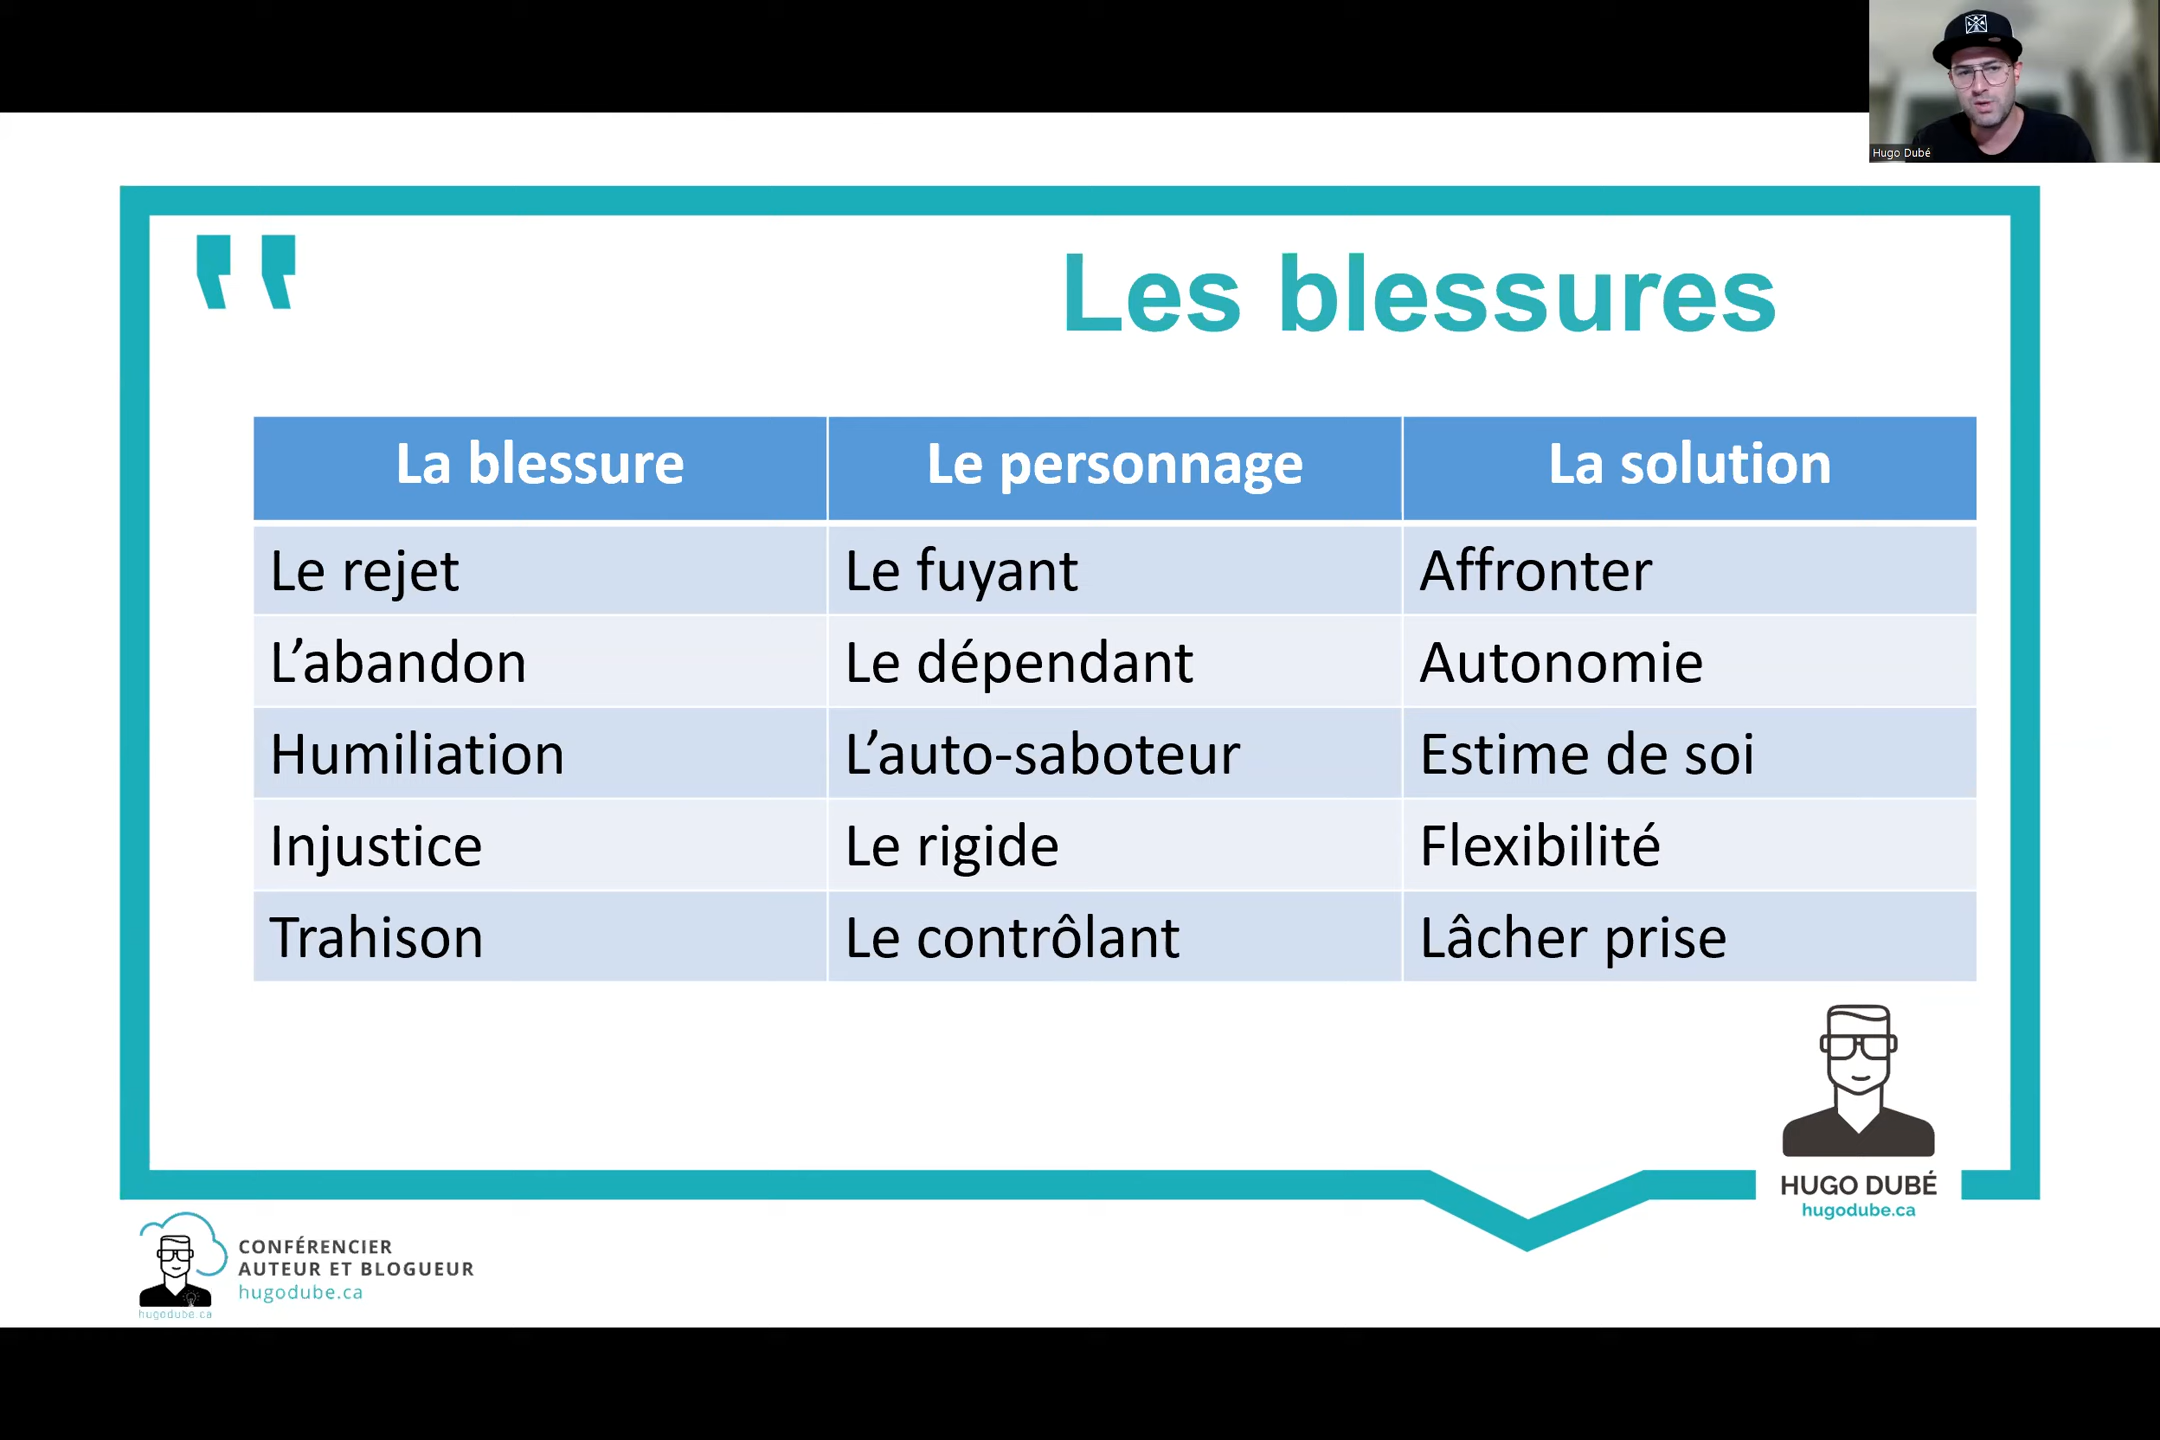 Hugo Dubé
Les blessures
La blessure Le personnage La solution
Le rejet Le fuyant Affronter
L’abandon Le dépendant Autonomie
Humiliation L’auto-saboteur Estime de soi
Injustice Le rigide Flexibilité
Trahison Le contrôlant Lâcher prise
HUGO DUBÉ
hugodube.ca
CONFÉRENCIER
AUTEUR ET BLOGUEUR
hugodube.ca
hugodube.ca